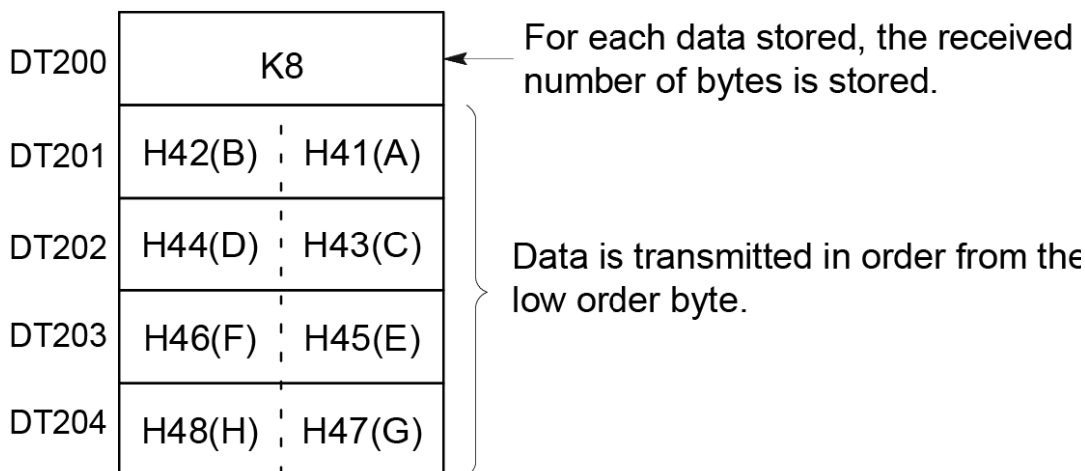 DT200 K8
For each data stored, the received
number of bytes is stored.
DT201 H42(B) H41(A)
DT202 H44(D) H43(C)
Data is transmitted in order from the
low order byte.
DT203 H46(F) H45(E)
DT204 H48(H) H47(G)